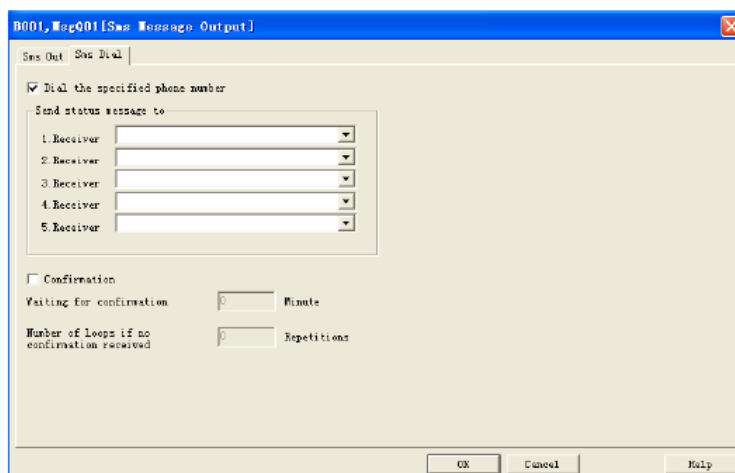 B001,MsgQ01[Sms Message Output]
Sms Out Sms Dial
Dial the specified phone number
Send status message to
1.Receiver
2.Receiver
3.Receiver
4.Receiver
5.Receiver
Confirmation
Waiting for confirmation 0 Minute
Number of Loops if no
confirmation received 0 Repetitions
OK Cancel Help